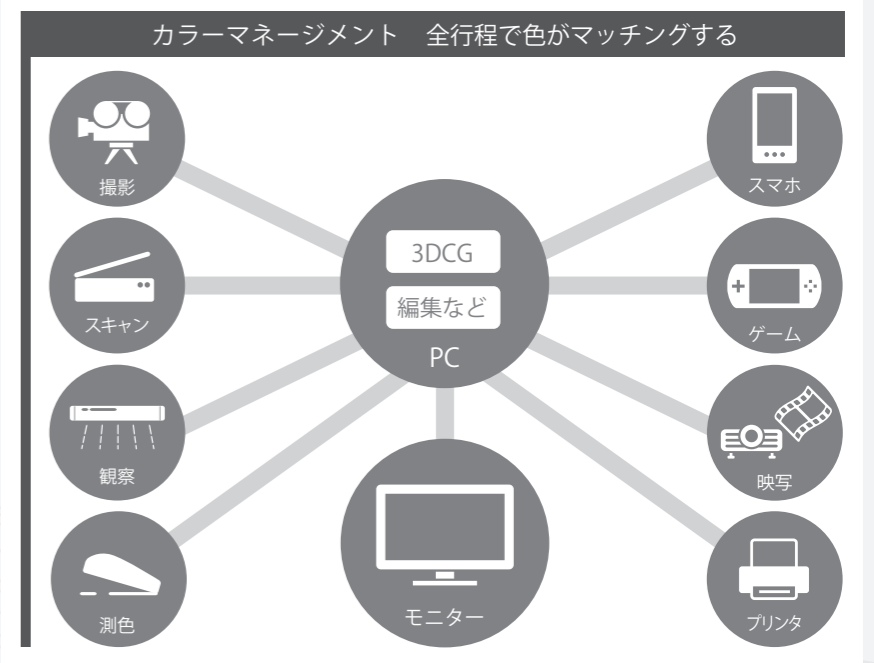 カラーマネージメント　全行程で色がマッチングする
撮影
スキャン
観察
測色
3DCG
編集など
PC
モニター
スマホ
ゲーム
映写
プリンタ